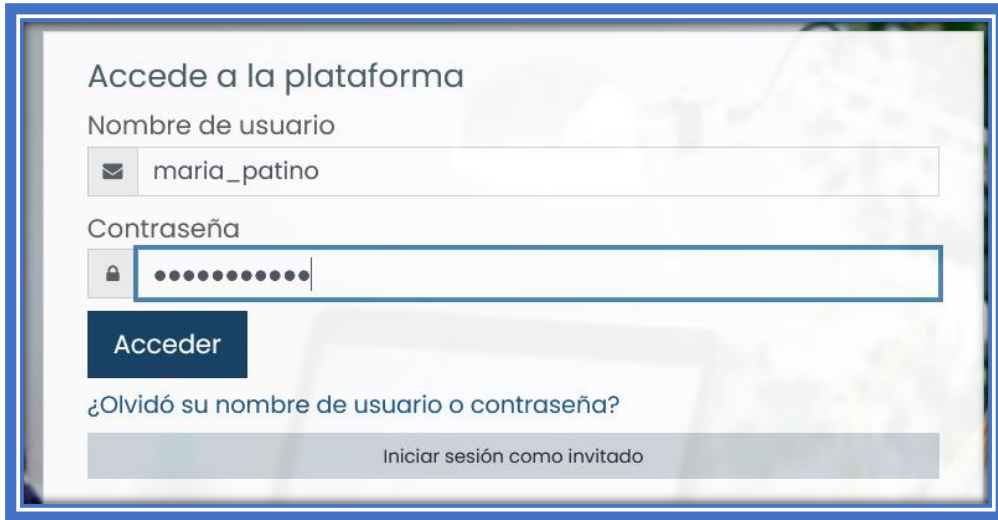 Accede a la plataforma
Nombre de usuario
maria_patino
Contraseña
•••••••••••
Acceder
¿Olvidó su nombre de usuario o contraseña?
Iniciar sesión como invitado